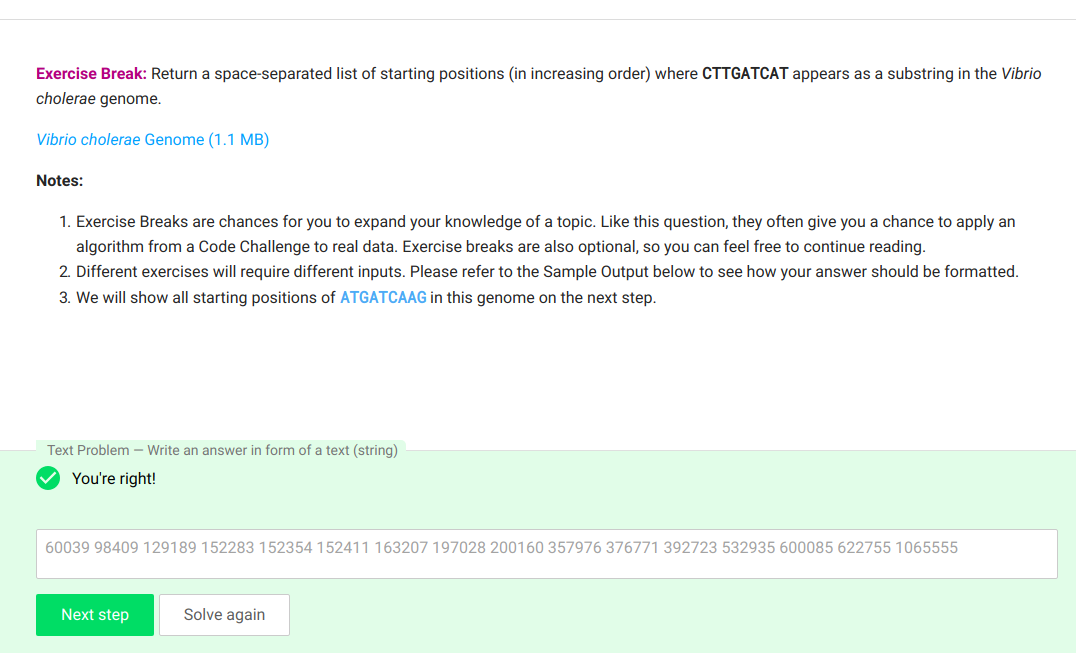 Exercise Break: Return a space-separated list of starting positions (in increasing order) where CTTGATCAT appears as a substring in the Vibrio
cholerae genome.
Vibrio cholerae Genome (1.1 MB)
Notes:
1. Exercise Breaks are chances for you to expand your knowledge of a topic. Like this question, they often give you a chance to apply an
algorithm from a Code Challenge to real data. Exercise breaks are also optional, so you can feel free to continue reading.
2. Different exercises will require different inputs. Please refer to the Sample Output below to see how your answer should be formatted.
3. We will show all starting positions of ATGATCAAG in this genome on the next step.
Text Problem — Write an answer in form of a text (string)
You're right!
60039 98409 129189 152283 152354 152411 163207 197028 200160 357976 376771 392723 532935 600085 622755 1065555
Next step
Solve again